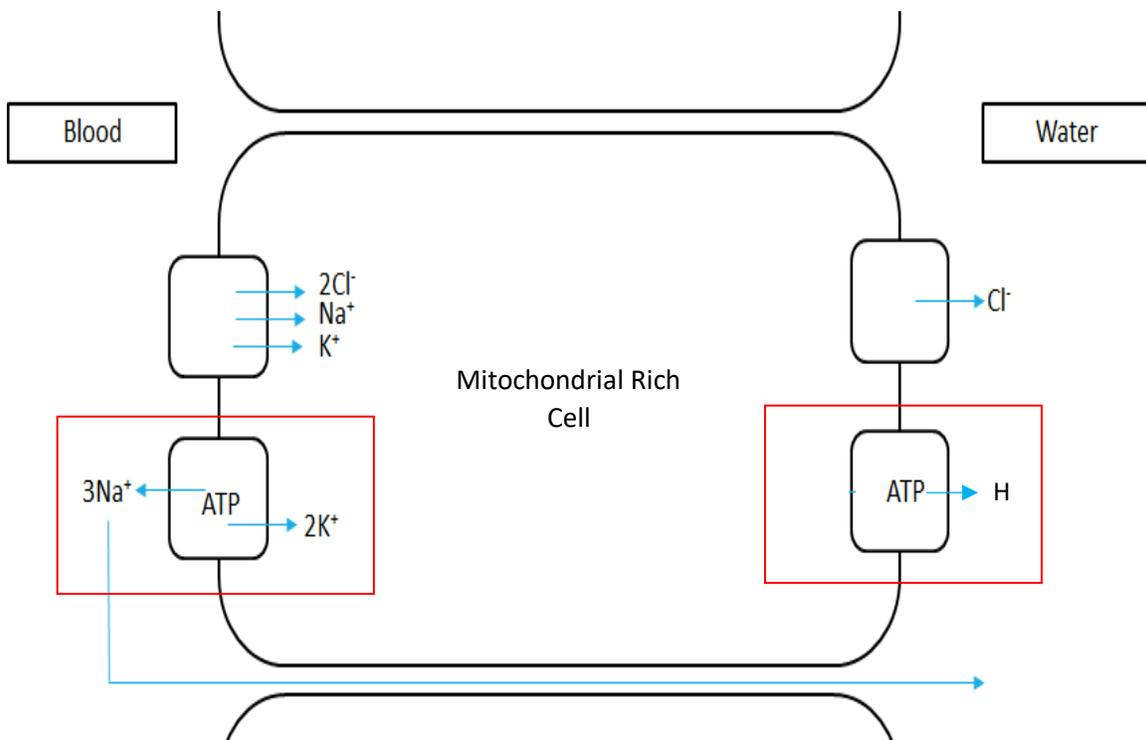 Blood
Water
2Cl⁻
Na⁺
K⁺
Cl⁻
Mitochondrial Rich
Cell
3Na⁺
ATP
2K⁺
ATP
H